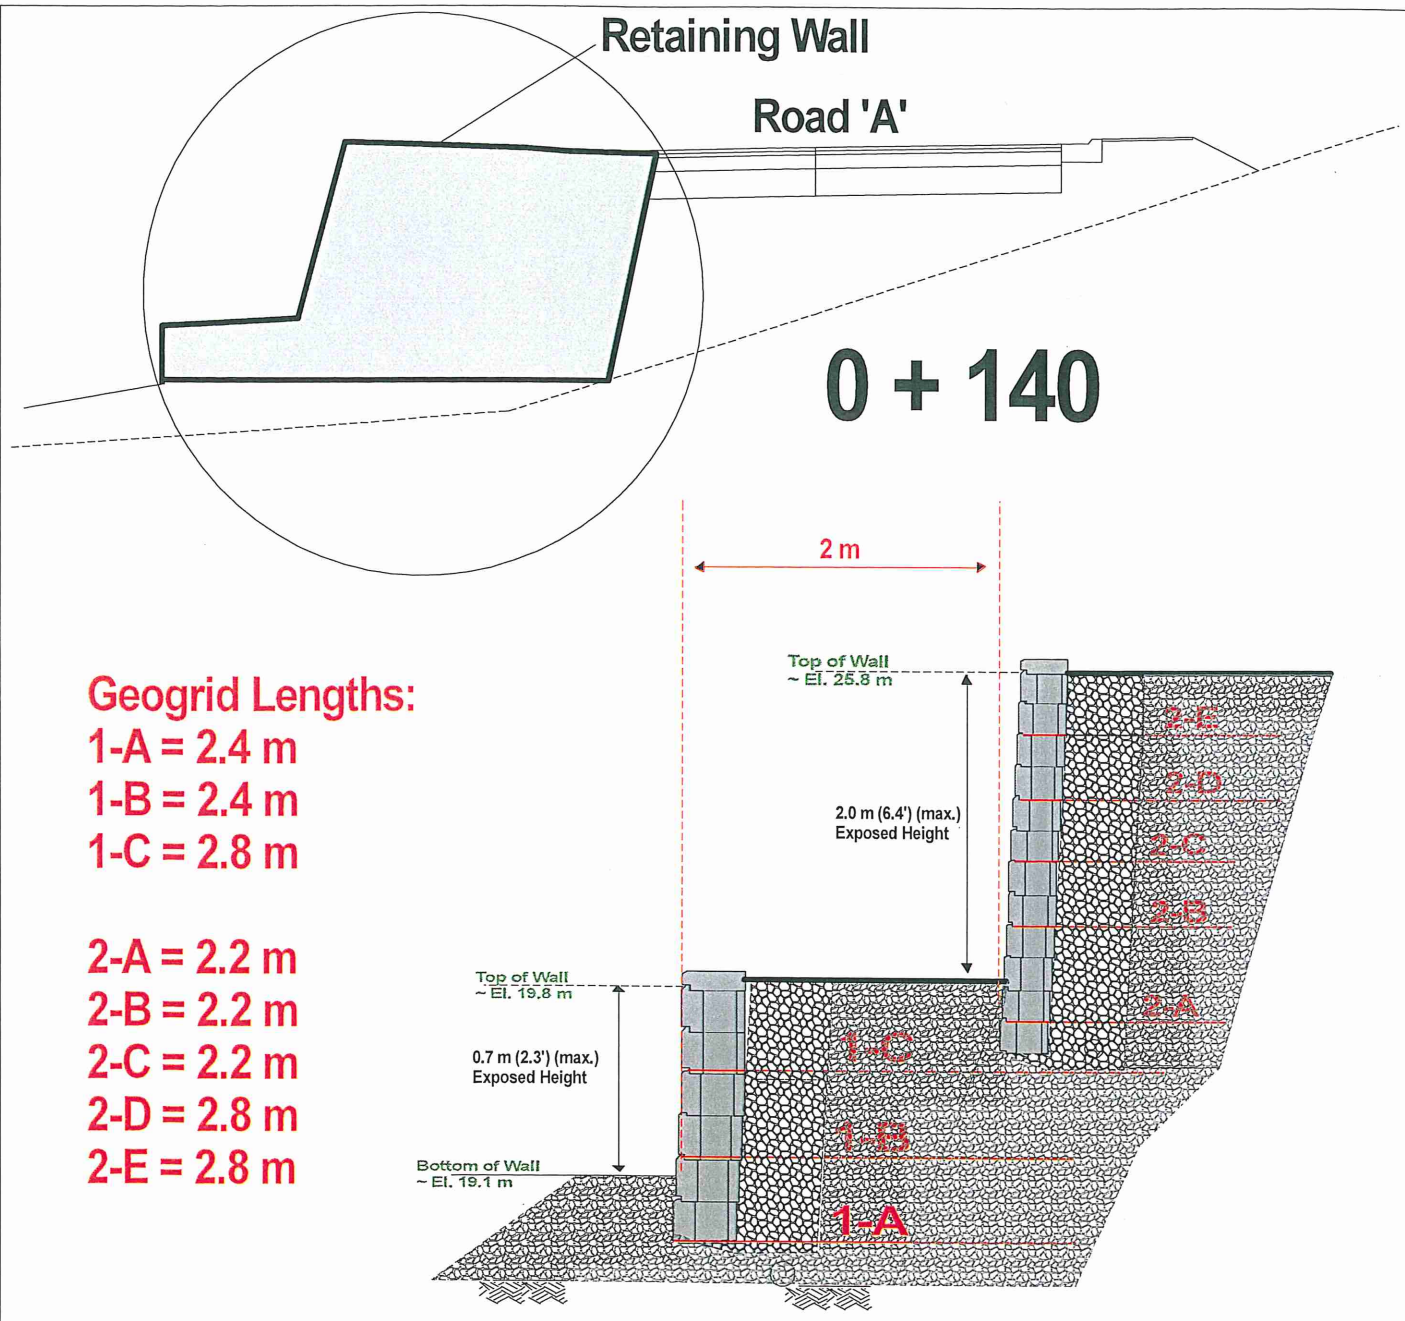 Retaining Wall
Road 'A'
0 + 140
2 m
Top of Wall
~ El. 25.8 m
Geogrid Lengths:
1-A = 2.4 m
1-B = 2.4 m
1-C = 2.8 m
2-A = 2.2 m
2-B = 2.2 m
2-C = 2.2 m
2-D = 2.8 m
2-E = 2.8 m
2-E
2-D
2.0 m (6.4') (max.)
Exposed Height
2-C
2-B
2-A
Top of Wall
~ El. 19.8 m
0.7 m (2.3') (max.)
Exposed Height
1-C
1-B
Bottom of Wall
~ El. 19.1 m
1-A